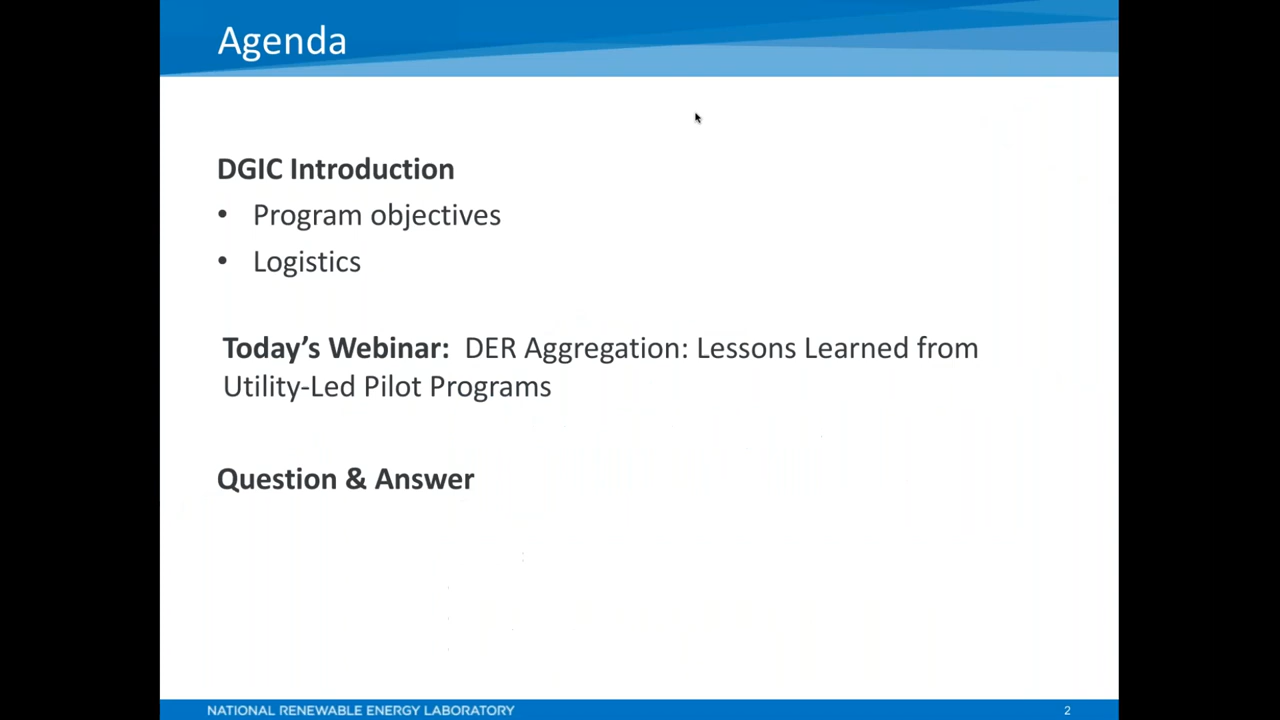 Agenda
DGIC Introduction
• Program objectives
• Logistics
Today’s Webinar: DER Aggregation: Lessons Learned from
Utility-Led Pilot Programs
Question & Answer
NATIONAL RENEWABLE ENERGY LABORATORY
2